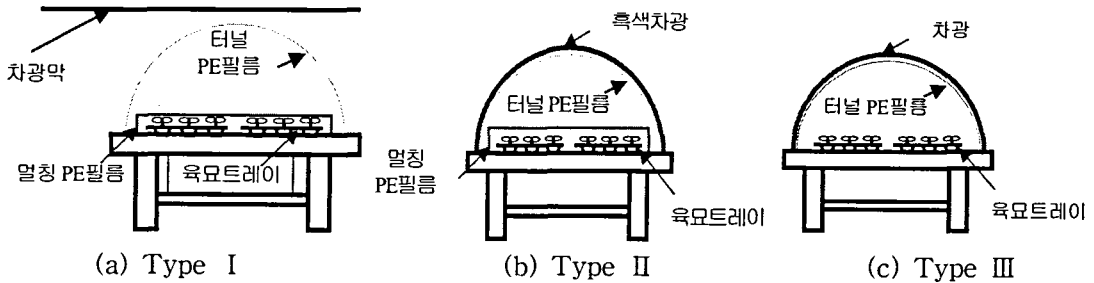 차광막
터널
PE필름
멀칭 PE필름
육묘트레이
(a) Type Ⅰ
흑색차광
터널 PE필름
멀칭
PE필름
육묘트레이
(b) Type Ⅱ
차광
터널 PE필름
육묘트레이
(c) Type Ⅲ